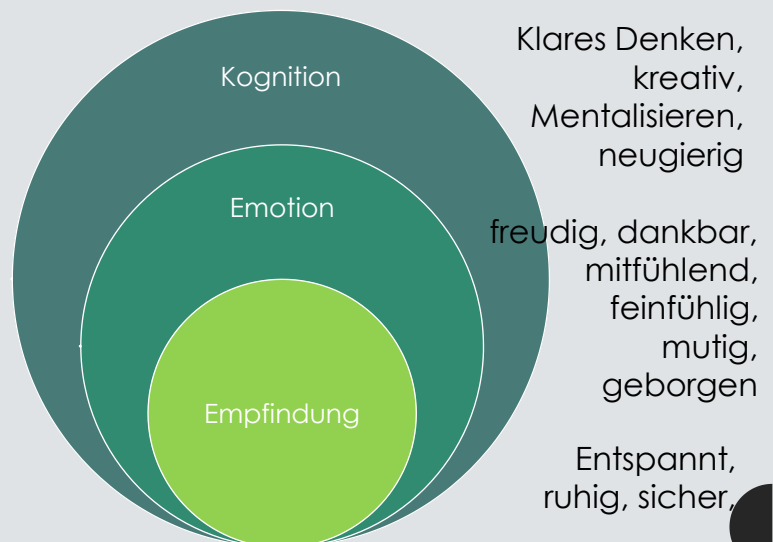 Kognition
Emotion
Empfindung
Klares Denken,
kreativ,
Mentalisieren,
neugierig
freudig, dankbar,
mitfühlend,
feinfühlig,
mutig,
geborgen
Entspannt,
ruhig, sicher,